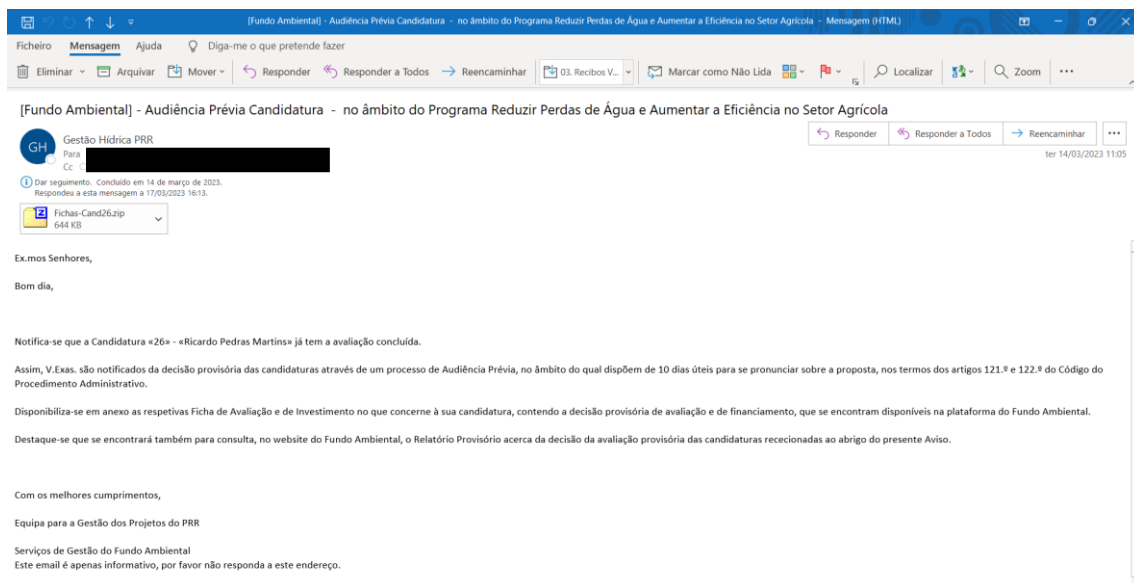 [Fundo Ambiental] - Audiência Prévia Candidatura - no âmbito do Programa Reduzir Perdas de Água e Aumentar a Eficiência no Setor Agrícola - Mensagem (HTML)
Ficheiro Mensagem Ajuda Diga-me o que pretende fazer
Eliminar Arquivar Mover Responder Responder a Todos Reencaminhar 03. Recibos V... Marcar como Não Lida Localizar Zoom
[Fundo Ambiental] - Audiência Prévia Candidatura - no âmbito do Programa Reduzir Perdas de Água e Aumentar a Eficiência no Setor Agrícola
GH
Gestão Hídrica PRR
Para
Cc
Responder Responder a Todos Reencaminhar
ter 14/03/2023 11:05
Dar seguimento. Concluído em 14 de março de 2023.
Respondeu a esta mensagem a 17/03/2023 16:13.
Fichas-Cand26.zip
644 KB
Ex.mos Senhores,
Bom dia,
Notifica-se que a Candidatura «26» - «Ricardo Pedras Martins» já tem a avaliação concluída.
Assim, V.Exas. são notificados da decisão provisória das candidaturas através de um processo de Audiência Prévia, no âmbito do qual dispõem de 10 dias úteis para se pronunciar sobre a proposta, nos termos dos artigos 121.º e 122.º do Código do
Procedimento Administrativo.
Disponibiliza-se em anexo as respetivas Ficha de Avaliação e de Investimento no que concerne à sua candidatura, contendo a decisão provisória de avaliação e de financiamento, que se encontram disponíveis na plataforma do Fundo Ambiental.
Destaque-se que se encontrará também para consulta, no website do Fundo Ambiental, o Relatório Provisório acerca da decisão da avaliação provisória das candidaturas rececionadas ao abrigo do presente Aviso.
Com os melhores cumprimentos,
Equipa para a Gestão dos Projetos do PRR
Serviços de Gestão do Fundo Ambiental
Este email é apenas informativo, por favor não responda a este endereço.